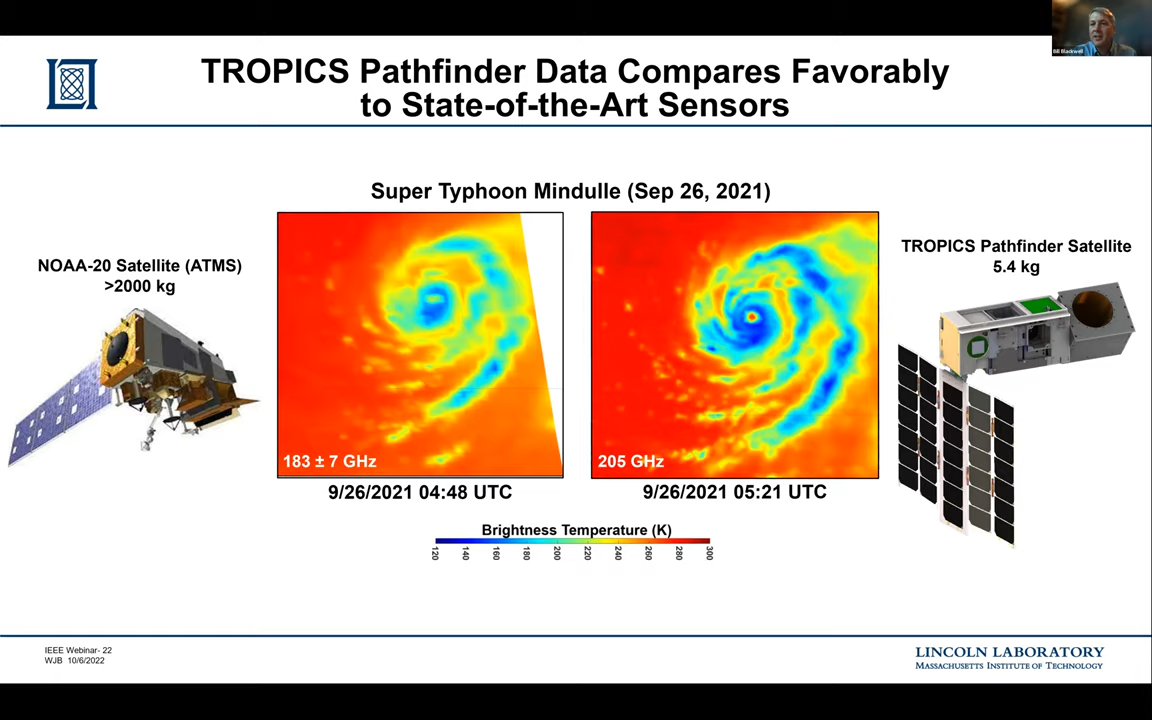 Bill Blackwell
TROPICS Pathfinder Data Compares Favorably
to State-of-the-Art Sensors
Super Typhoon Mindulle (Sep 26, 2021)
NOAA-20 Satellite (ATMS)
>2000 kg
TROPICS Pathfinder Satellite
5.4 kg
183 ± 7 GHz
205 GHz
9/26/2021 04:48 UTC
9/26/2021 05:21 UTC
Brightness Temperature (K)
120 140 160 180 200 220 240 260 280 300
IEEE Webinar- 22
WJB 10/6/2022
LINCOLN LABORATORY
MASSACHUSETTS INSTITUTE OF TECHNOLOGY